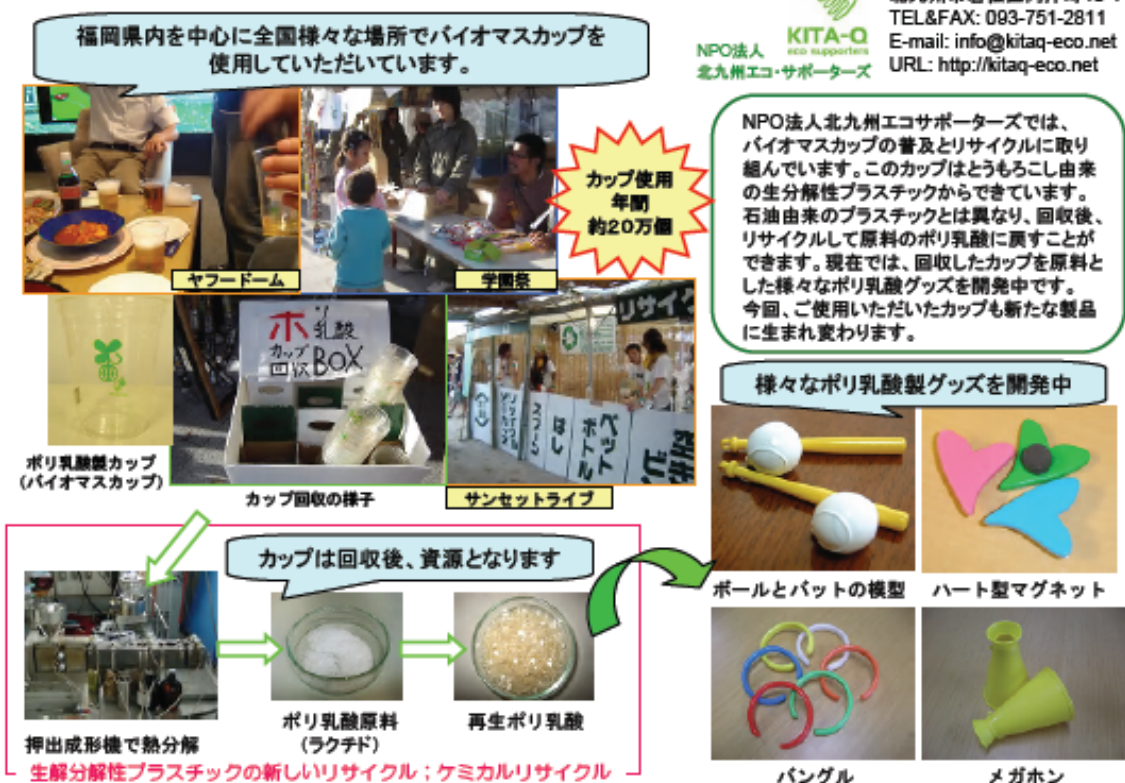 福岡県内を中心に全国様々な場所でバイオマスカップを
使用していただいています。
KITA-Q
eco supporters
NPO法人
北九州エコ・サポーターズ
TEL&FAX: 093-751-2811
E-mail: info@kitaq-eco.net
URL: http://kitaq-eco.net
カップ使用
年間
約20万個
NPO法人北九州エコサポーターズでは、
バイオマスカップの普及とリサイクルに取り
組んでいます。このカップはとうもろこし由来
の生分解性プラスチックからできています。
石油由来のプラスチックとは異なり、回収後、
リサイクルして原料のポリ乳酸に戻すことが
できます。現在では、回収したカップを原料と
した様々なポリ乳酸グッズを開発中です。
今回、ご使用いただいたカップも新たな製品
に生まれ変わります。
ヤフードーム
学園祭
ホ°リ乳酸
カップ
回収BOX
リサイク
スプーン
はし
ペット
ボトル
空き
ビン
ポリ乳酸製カップ
(バイオマスカップ)
カップ回収の様子
サンセットライブ
様々なポリ乳酸製グッズを開発中
ボールとバットの模型
ハート型マグネット
カップは回収後、資源となります
押出成形機で熱分解
ポリ乳酸原料
(ラクチド)
再生ポリ乳酸
生解分解性プラスチックの新しいリサイクル;ケミカルリサイクル
バングル
メガホン